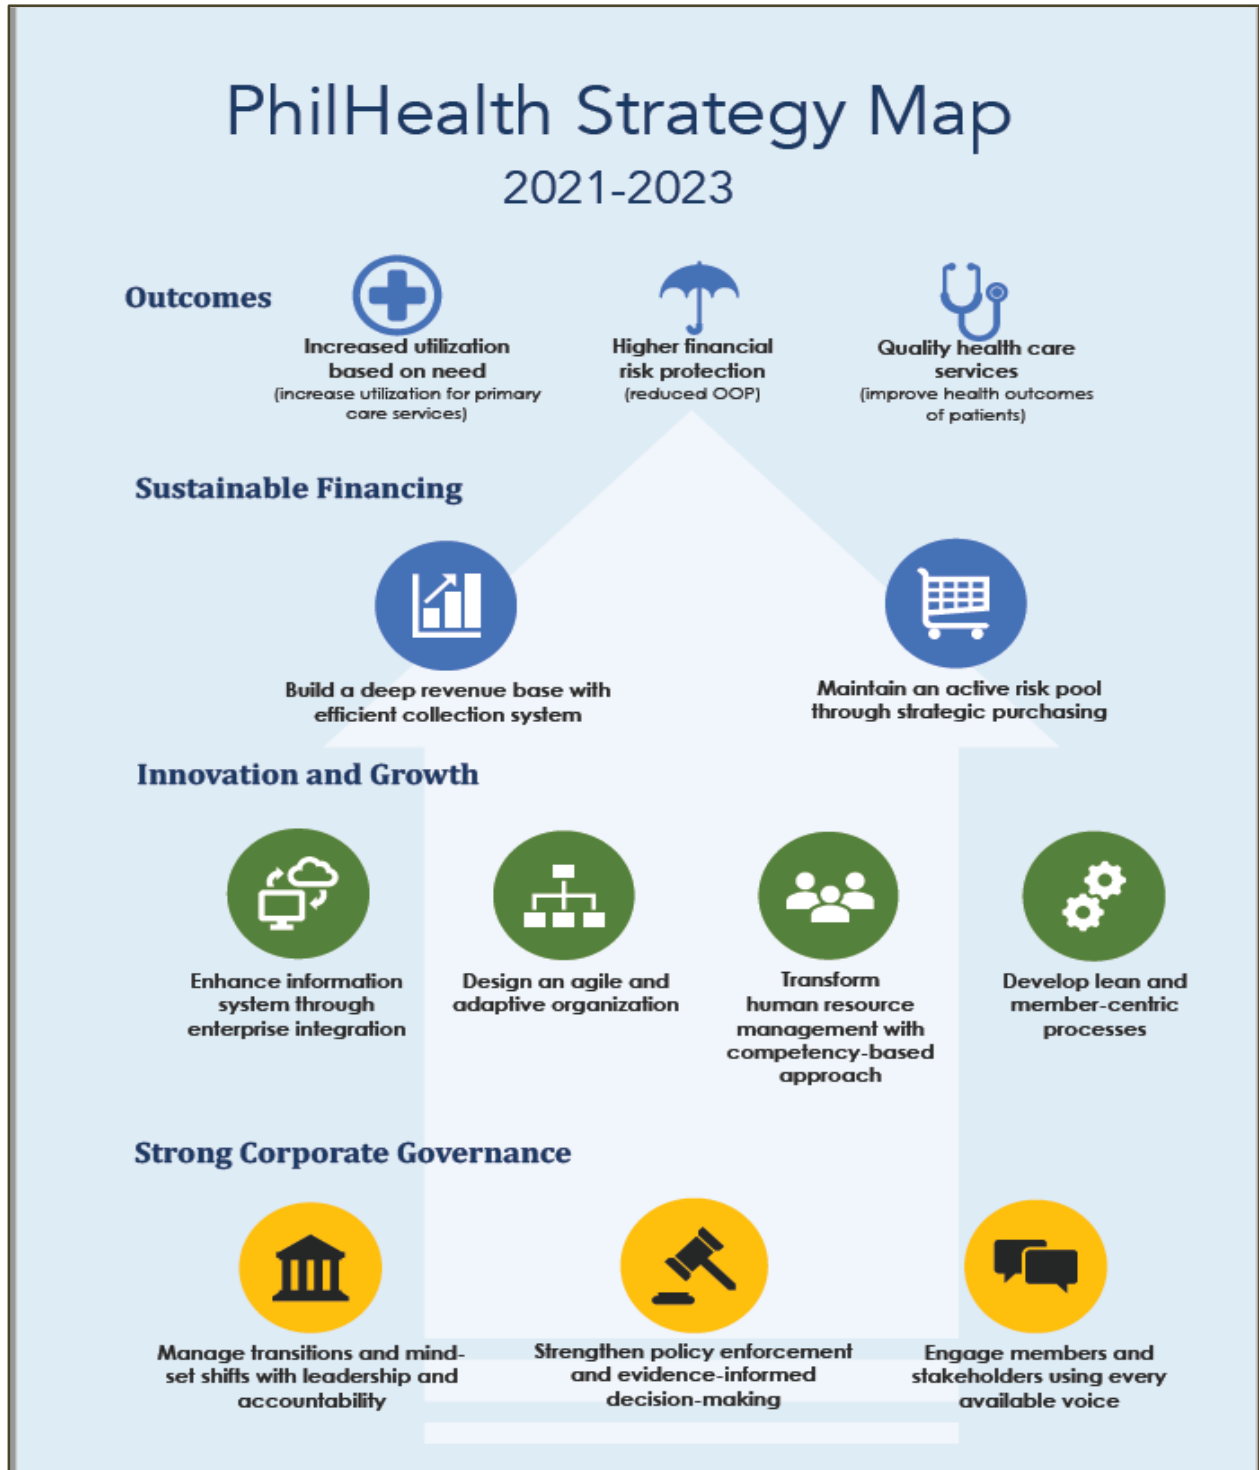 PhilHealth Strategy Map
2021-2023
Outcomes
Increased utilization
based on need
(increase utilization for primary
care services)
Higher financial
risk protection
(reduced OOP)
Quality health care
services
(improve health outcomes
of patients)
Sustainable Financing
Build a deep revenue base with
efficient collection system
Maintain an active risk pool
through strategic purchasing
Innovation and Growth
Enhance information
system through
enterprise integration
Design an agile and
adaptive organization
Transform
human resource
management with
competency-based
approach
Develop lean and
member-centric
processes
Strong Corporate Governance
Manage transitions and mind-
set shifts with leadership and
accountability
Strengthen policy enforcement
and evidence-informed
decision-making
Engage members and
stakeholders using every
available voice